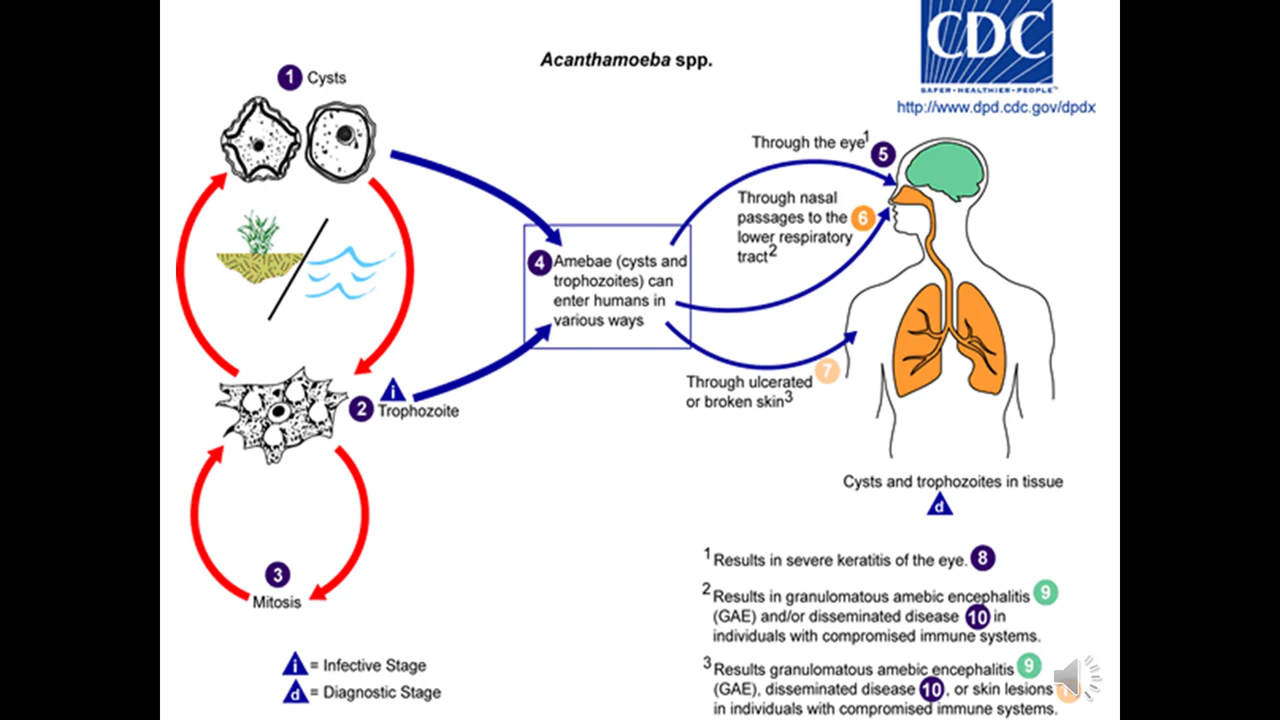 CDC
SAFER•HEALTHIER•PEOPLE™
http://www.dpd.cdc.gov/dpdx
Acanthamoeba spp.
1 Cysts
Through the eye1 5
Through nasal
passages to the 6
lower respiratory
tract2
4 Amebae (cysts and
trophozoites) can
enter humans in
various ways
Through ulcerated 7
or broken skin3
i
2 Trophozoite
Cysts and trophozoites in tissue
d
3
Mitosis
1 Results in severe keratitis of the eye. 8
2 Results in granulomatous amebic encephalitis 9
(GAE) and/or disseminated disease 10 in
individuals with compromised immune systems.
3 Results granulomatous amebic encephalitis 9
(GAE), disseminated disease 10, or skin lesions
in individuals with compromised immune systems.
i = Infective Stage
d = Diagnostic Stage